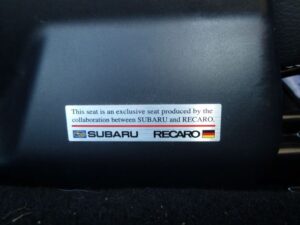 This seat is an exclusive seat produced by the
collaboration between SUBARU and RECARO.
SUBARU RECARO